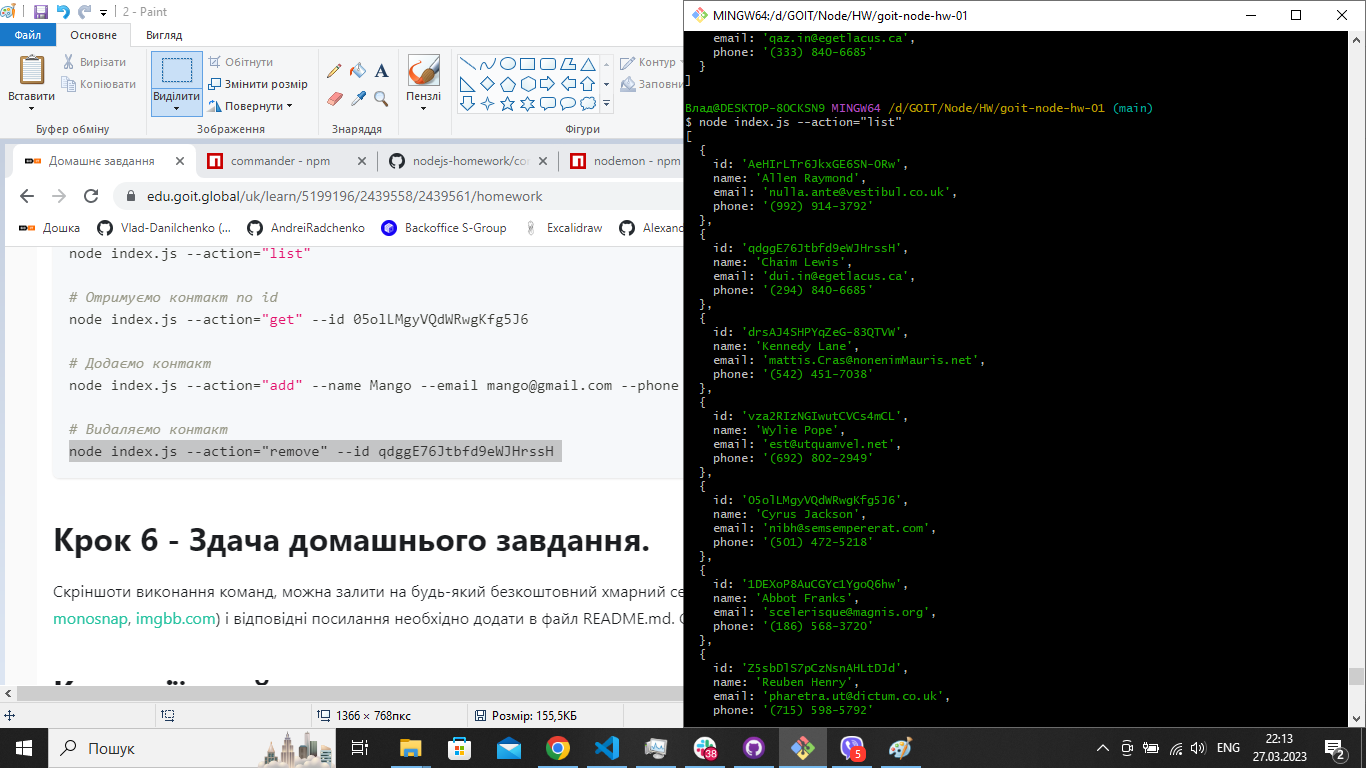 2 - Paint
Файл
Основне
Вигляд
Вставити
Вирізати
Копіювати
Буфер обміну
Виділити
Обітнути
Змінити розмір
Повернути
Зображення
A
Знаряддя
Пензлі
Контур
Заповн
Фігури
Домашнє завдання
commander - npm
nodejs-homework/cor
nodemon - npm
edu.goit.global/uk/learn/5199196/2439558/2439561/homework
Дошка
Vlad-Danilchenko (...
AndreiRadchenko
Backoffice S-Group
Excalidraw
Alexand
node index.js --action="list"
# Отримуємо контакт по id
node index.js --action="get" --id 05olLMgyVQdWRwgKfg5J6
# Додаємо контакт
node index.js --action="add" --name Mango --email mango@gmail.com --phone
# Видаляємо контакт
node index.js --action="remove" --id qdggE76Jtbfd9eWJHrssH
Крок 6 - Здача домашнього завдання.
Скріншоти виконання команд, можна залити на будь-який безкоштовний хмарний се
monosnap, imgbb.com) і відповідні посилання необхідно додати в файл README.md. С
1366 × 768пкс
Розмір: 155,5КБ
MINGW64:/d/GOIT/Node/HW/goit-node-hw-01
email: 'qaz.in@egetlacus.ca',
phone: '(333) 840-6685'
}
]
Влад@DESKTOP-8OCKSN9 MINGW64 /d/GOIT/Node/HW/goit-node-hw-01 (main)
$ node index.js --action="list"
[
{
id: 'AeHIrLTr6JkxGE6SN-0Rw',
name: 'Allen Raymond',
email: 'nulla.ante@vestibul.co.uk',
phone: '(992) 914-3792'
},
{
id: 'qdggE76Jtbfd9eWJHrssH',
name: 'Chaim Lewis',
email: 'dui.in@egetlacus.ca',
phone: '(294) 840-6685'
},
{
id: 'drsAJ4SHPYqZeG-83QTVW',
name: 'Kennedy Lane',
email: 'mattis.Cras@nonenimMauris.net',
phone: '(542) 451-7038'
},
{
id: 'vza2RIzNGIwutCVCs4mCL',
name: 'Wylie Pope',
email: 'est@utquamvel.net',
phone: '(692) 802-2949'
},
{
id: '05olLMgyVQdWRwgKfg5J6',
name: 'Cyrus Jackson',
email: 'nibh@semsempererat.com',
phone: '(501) 472-5218'
},
{
id: '1DEXoP8AuCGYc1YgoQ6hw',
name: 'Abbot Franks',
email: 'scelerisque@magnis.org',
phone: '(186) 568-3720'
},
{
id: 'Z5sbDlS7pCzNsnAHLtDJd',
name: 'Reuben Henry',
email: 'pharetra.ut@dictum.co.uk',
phone: '(715) 598-5792'
Пошук
38
5
ENG
22:13
27.03.2023
2